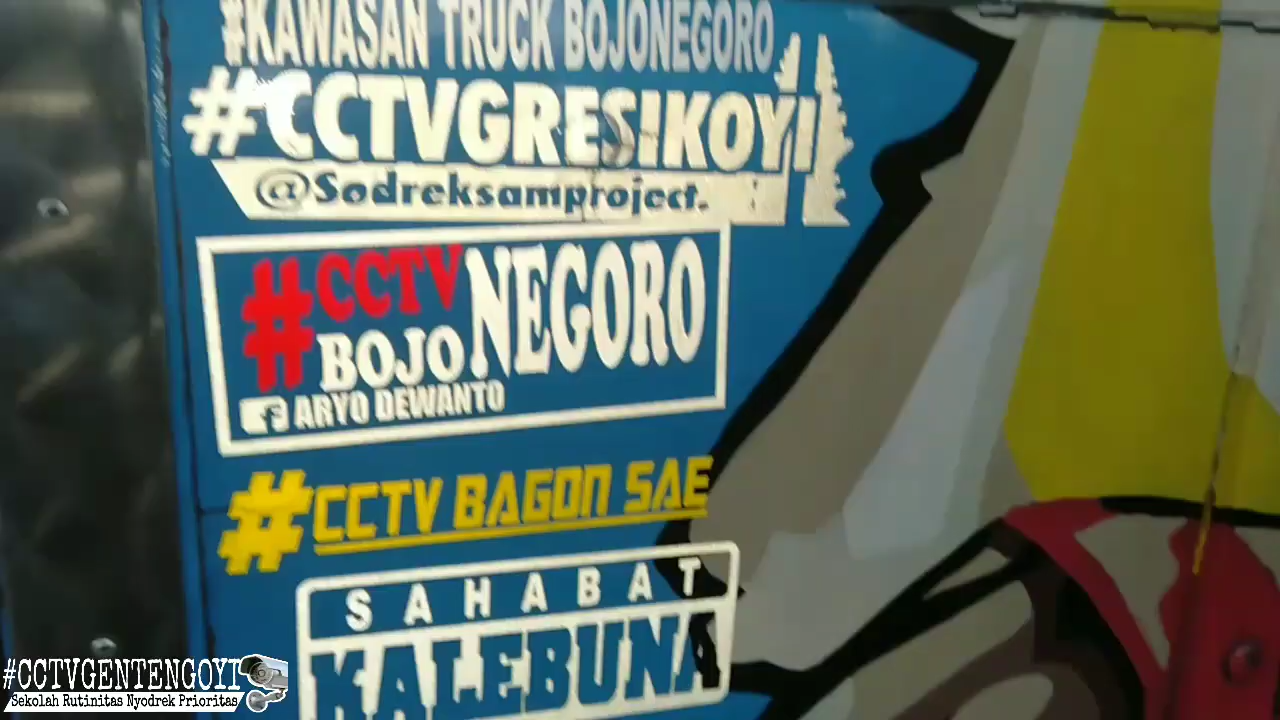 #KAWASAN TRUCK BOJONEGORO
#CCTVGRESIKOYI
@Sodreksamproject.
#CCTV
BOJONEGORO
ARYO DEWANTO
#CCTV BAGON SAE
SAHABAT
KALEBUNA
#CCTVGENTENGOYI
Sekolah Rutinitas Nyodrek Prioritas